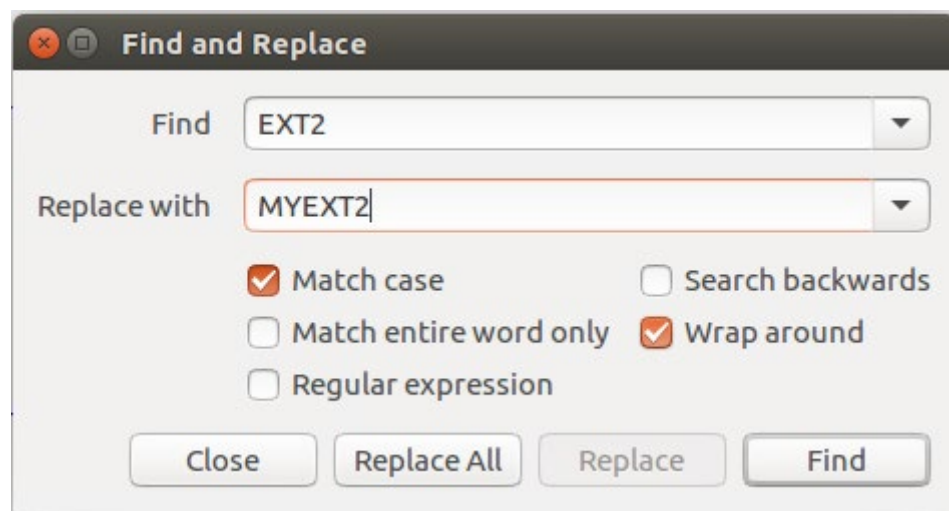 Find and Replace
Find EXT2
Replace with MYEXT2
Match case Search backwards
Match entire word only Wrap around
Regular expression
Close Replace All Replace Find